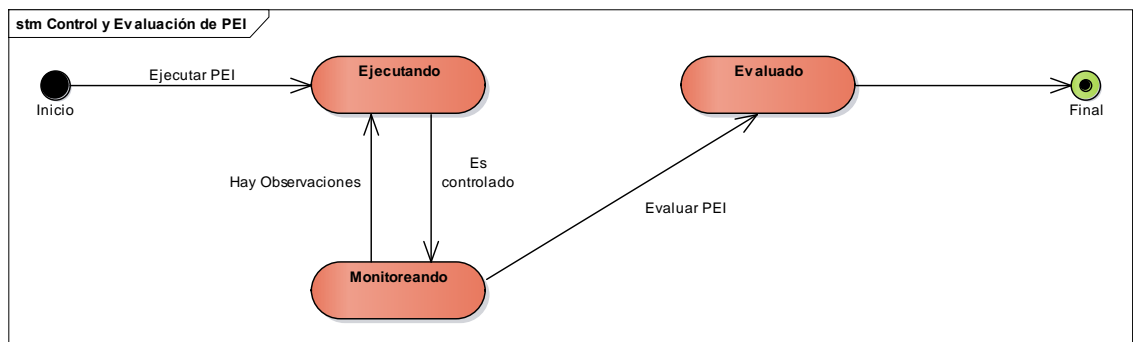 stm Control y Evaluación de PEI
Inicio
Ejecutar PEI
Ejecutando
Evaluado
Final
Hay Observaciones
Es
controlado
Evaluar PEI
Monitoreando